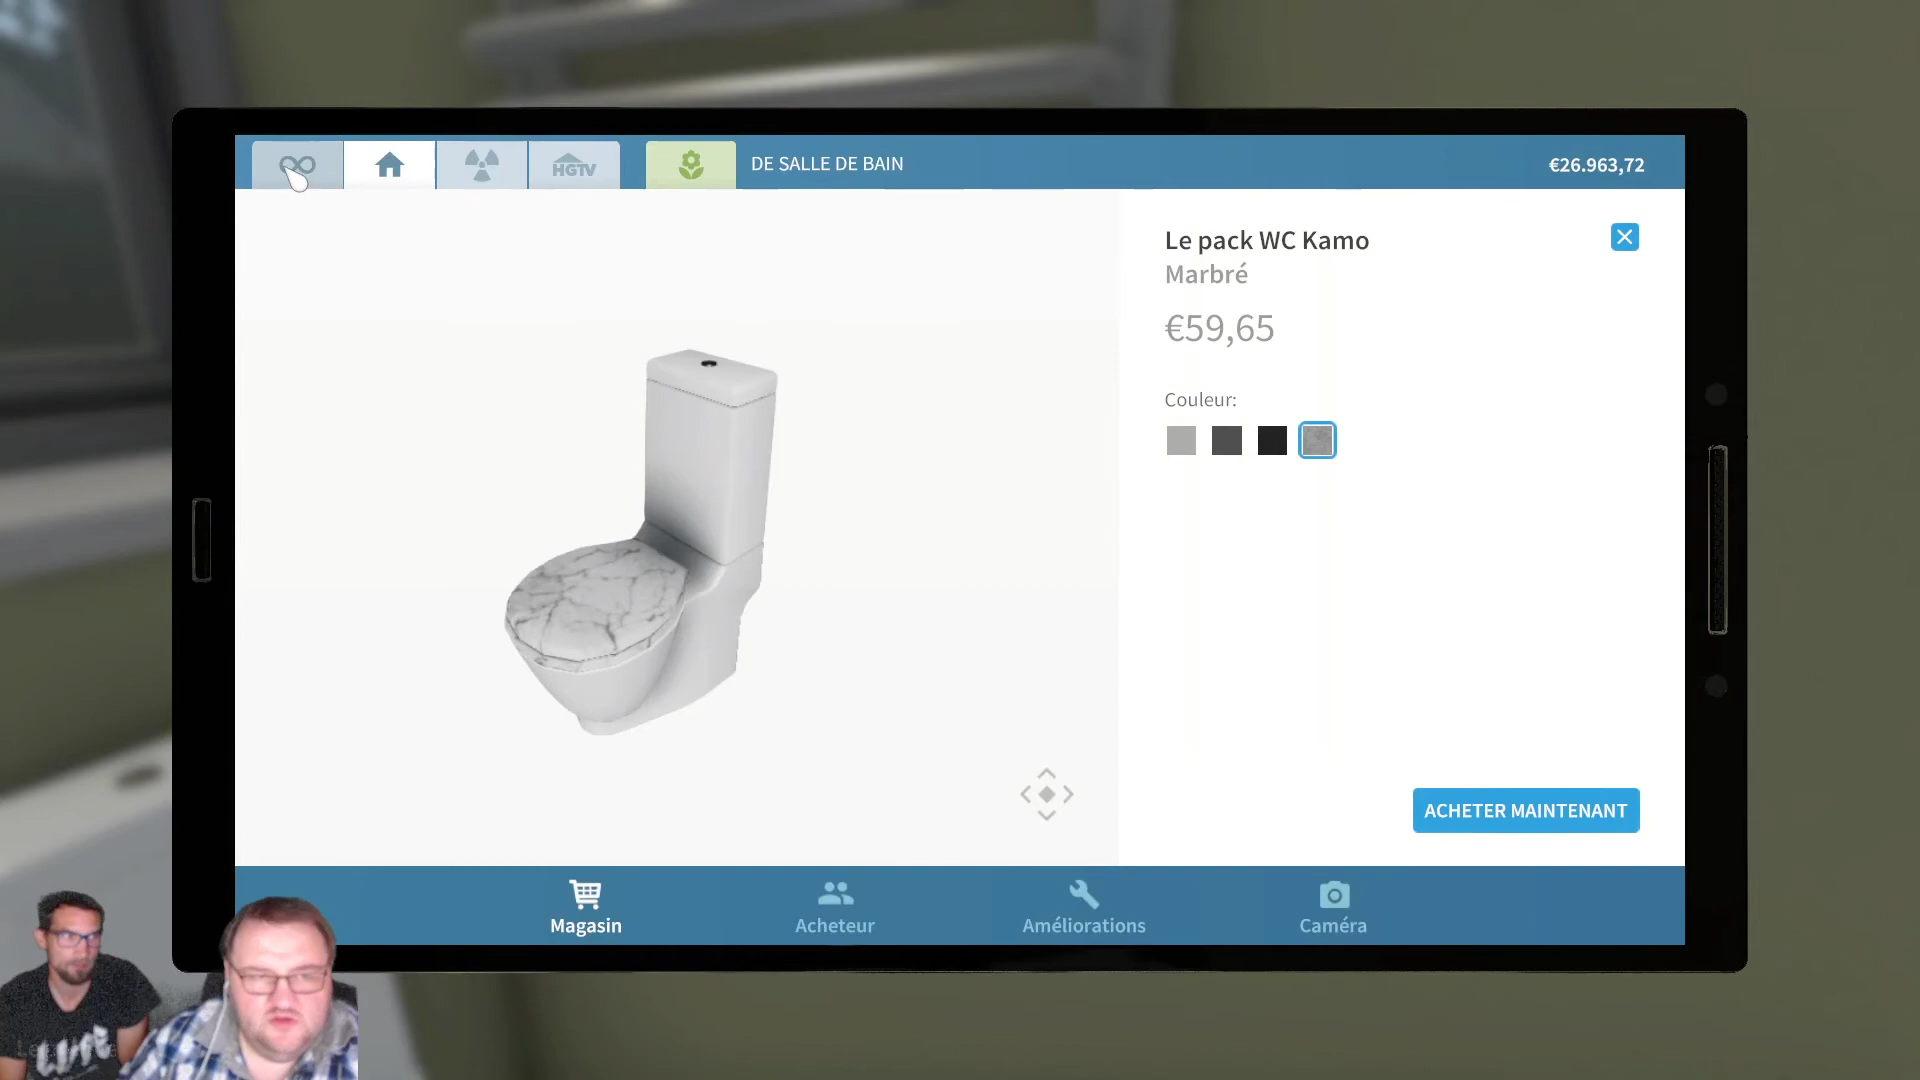 HGTV
DE SALLE DE BAIN
€26.963,72
Le pack WC Kamo
Marbré
€59,65
Couleur:
ACHETER MAINTENANT
Magasin
Acheteur
Améliorations
Caméra